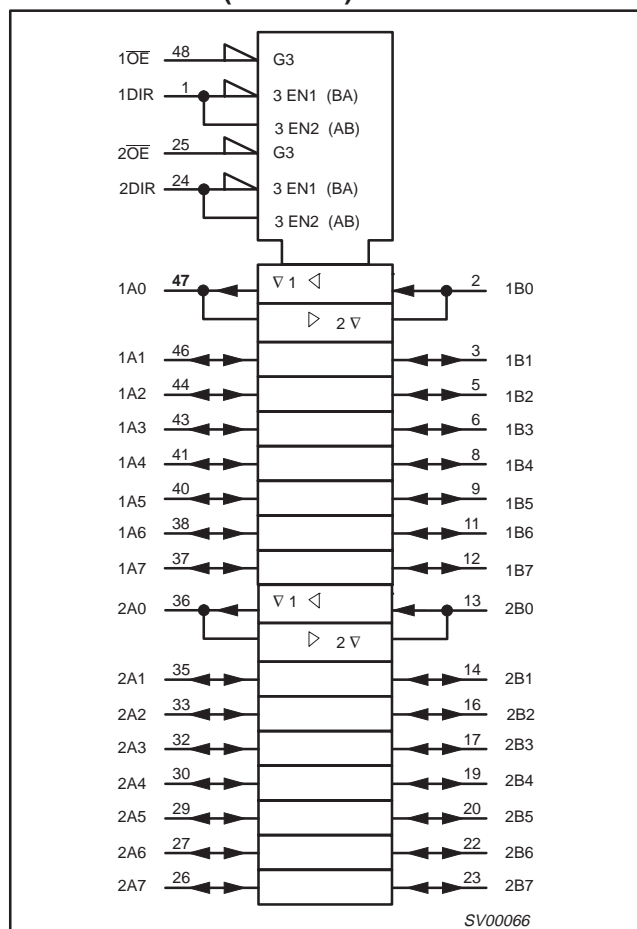 1O̅E̅ 48 G3
1DIR 1 3 EN1 (BA)
3 EN2 (AB)
2O̅E̅ 25 G3
2DIR 24 3 EN1 (BA)
3 EN2 (AB)
1A0 47 ∇ 1 ◁ 2 1B0
▷ 2 ∇
1A1 46 3 1B1
1A2 44 5 1B2
1A3 43 6 1B3
1A4 41 8 1B4
1A5 40 9 1B5
1A6 38 11 1B6
1A7 37 12 1B7
2A0 36 ∇ 1 ◁ 13 2B0
▷ 2 ∇
2A1 35 14 2B1
2A2 33 16 2B2
2A3 32 17 2B3
2A4 30 19 2B4
2A5 29 20 2B5
2A6 27 22 2B6
2A7 26 23 2B7
SV00066